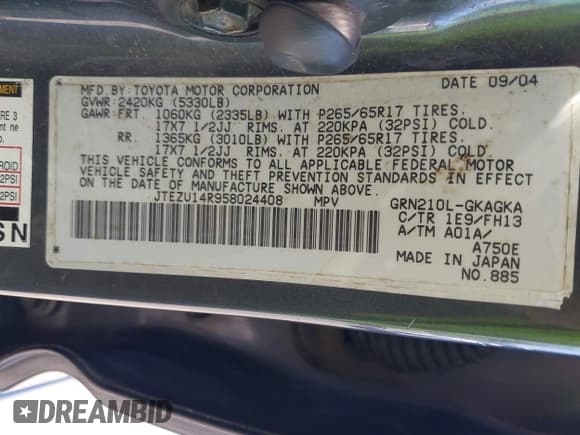 MFD. BY: TOYOTA MOTOR CORPORATION DATE 09/04
GVWR: 2420KG (5330LB)
GAWR: FRT. 1060KG (2335LB) WITH P265/65R17 TIRES.
17X7 1/2JJ RIMS. AT 220KPA (32PSI) COLD.
RR. 1365KG (3010LB) WITH P265/65R17 TIRES.
17X7 1/2JJ RIMS. AT 220KPA (32PSI) COLD.
THIS VEHICLE CONFORMS TO ALL APPLICABLE FEDERAL MOTOR
VEHICLE SAFETY AND THEFT PREVENTION STANDARDS IN EFFECT
ON THE DATE OF MANUFACTURE SHOWN ABOVE.
JTEZU14R958024408 MPV GRN210L-GKAGKA
C/TR 1E9/FH13
A/TM A01A/
A750E
MADE IN JAPAN
NO.885
SN
DREAMBID